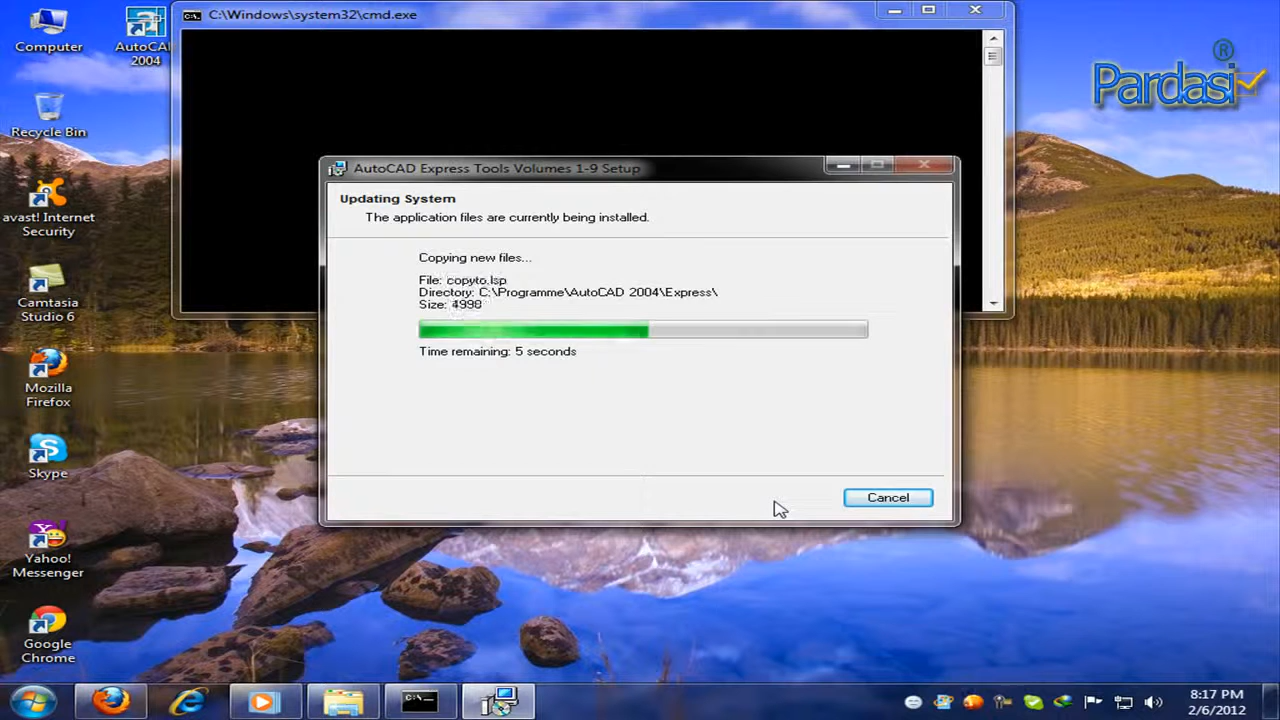 Computer
AutoCAD
2004
Recycle Bin
avast! Internet
Security
Camtasia
Studio 6
Mozilla
Firefox
Skype
Yahoo!
Messenger
Google
Chrome
C:\Windows\system32\cmd.exe
C:\
Pardasi
®
AutoCAD Express Tools Volumes 1-9 Setup
Updating System
The application files are currently being installed.
Copying new files...
File: copyto.lsp
Directory: C:\Programme\AutoCAD 2004\Express\
Size: 4998
Time remaining: 5 seconds
Cancel
8:17 PM
2/6/2012